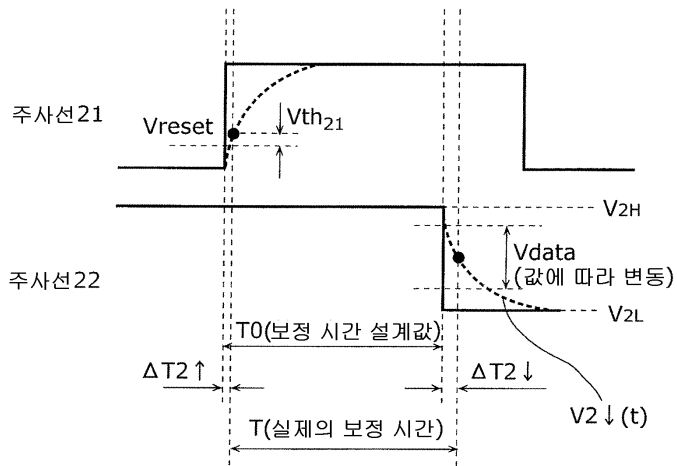 주사선21
Vreset
Vth21
V2H
주사선22
Vdata
(값에 따라 변동)
V2L
T0(보정 시간 설계값)
ΔT2↑
ΔT2↓
V2↓(t)
T(실제의 보정 시간)